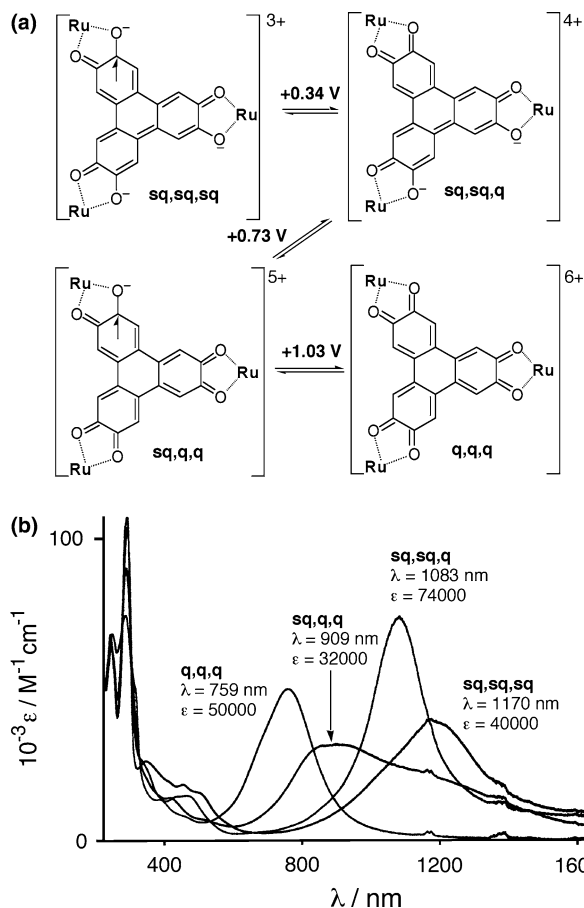 (a)
Ru O– 3+
O
O
Ru
O–
O
O–
Ru
sq,sq,sq
+0.34 V
Ru O 4+
O
O
Ru
O–
O
O–
Ru
sq,sq,q
+0.73 V
Ru O– 5+
O
O
Ru
O
O
O
Ru
sq,q,q
+1.03 V
Ru O 6+
O
O
Ru
O
O
O
Ru
q,q,q
(b)
100
0
10⁻³ ε / M⁻¹cm⁻¹
q,q,q
λ = 759 nm
ε = 50000
sq,q,q
λ = 909 nm
ε = 32000
sq,sq,q
λ = 1083 nm
ε = 74000
sq,sq,sq
λ = 1170 nm
ε = 40000
400 800 1200 160
λ / nm